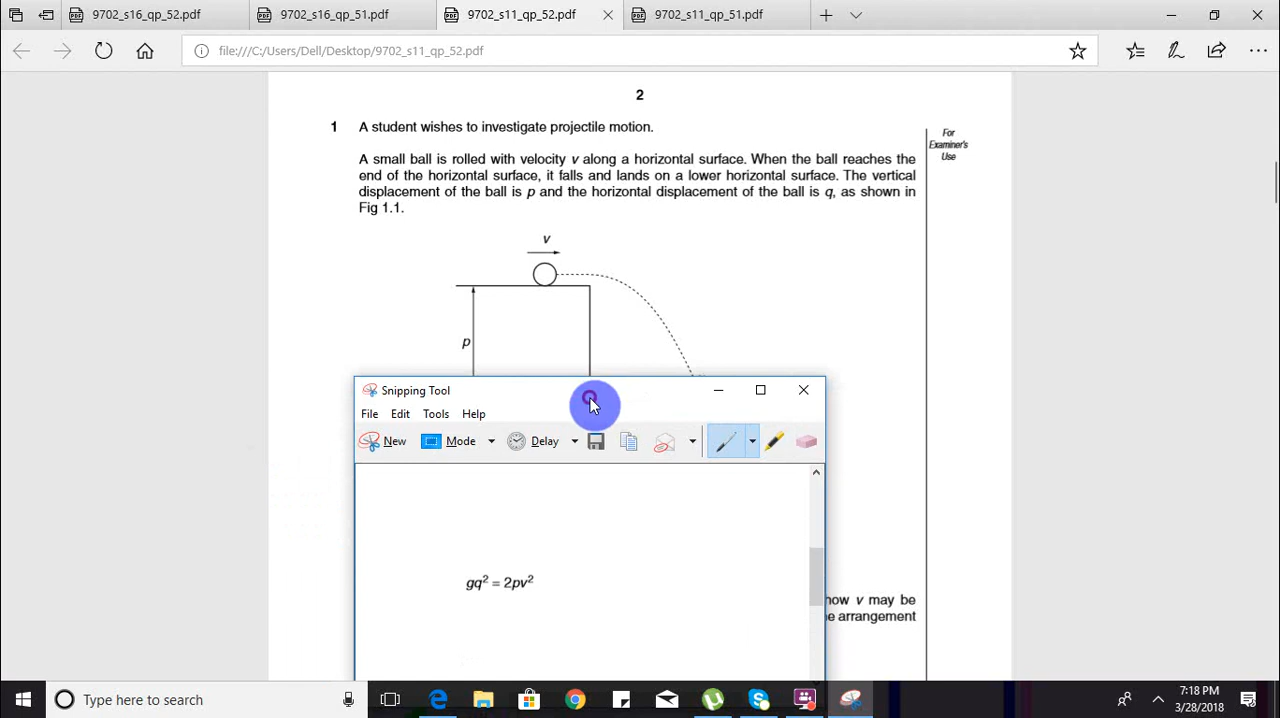 9702_s16_qp_52.pdf
9702_s16_qp_51.pdf
9702_s11_qp_52.pdf
9702_s11_qp_51.pdf
file:///C:/Users/Dell/Desktop/9702_s11_qp_52.pdf
2
1 A student wishes to investigate projectile motion.
For
Examiner's
Use
A small ball is rolled with velocity v along a horizontal surface. When the ball reaches the
end of the horizontal surface, it falls and lands on a lower horizontal surface. The vertical
displacement of the ball is p and the horizontal displacement of the ball is q, as shown in
Fig 1.1.
v
p
Snipping Tool
File Edit Tools Help
New Mode Delay
gq² = 2pv²
how v may be
e arrangement
Type here to search
7:18 PM
3/28/2018